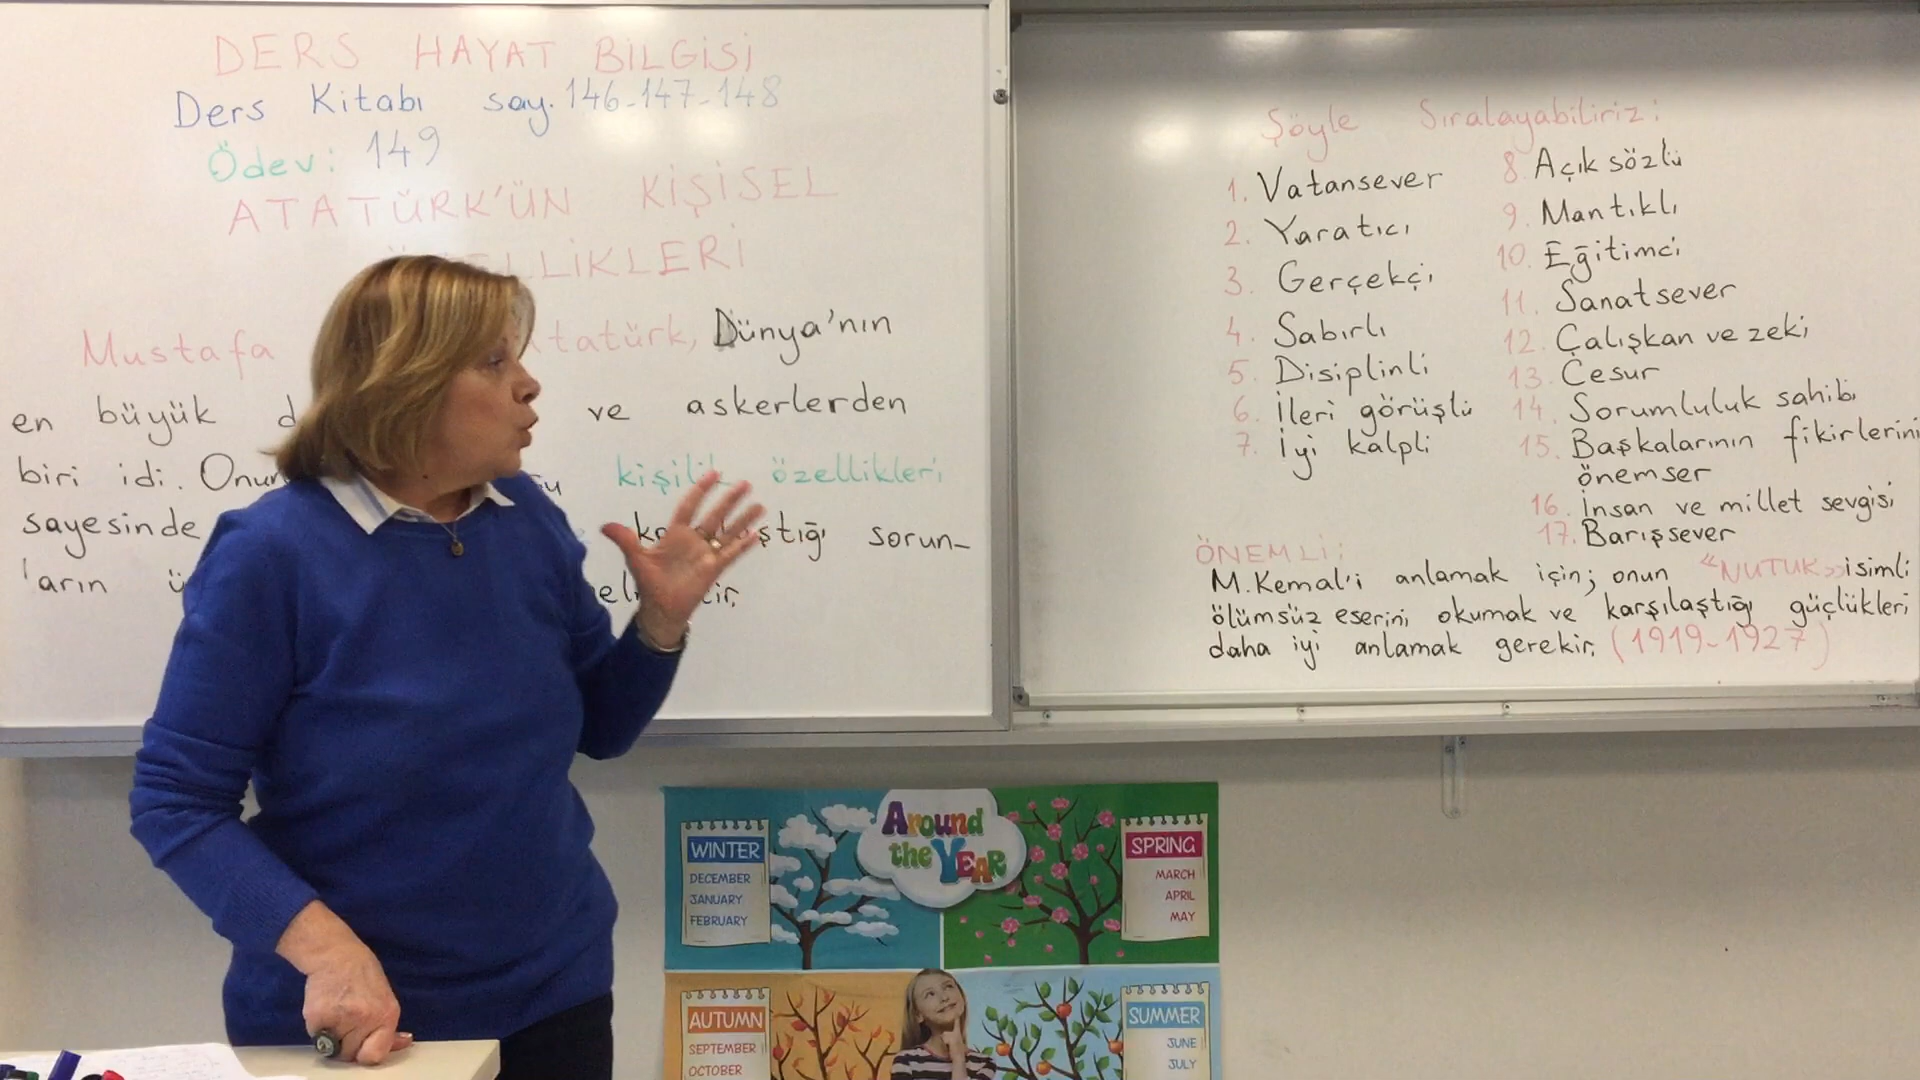 DERS HAYAT BİLGİSİ
Ders Kitabı say. 146-147-148
Ödev: 149
ATATÜRK'ÜN KİŞİSEL
ELLİKLERİ
Mustafa tatürk, Dünya'nın
en büyük ve askerlerden
biri idi. Onun kişilik özellikleri
sayesinde sorun-
ların
Şöyle Sıralayabiliriz:
1. Vatansever
2. Yaratıcı
3. Gerçekçi
4. Sabırlı
5. Disiplinli
6. İleri görüşlü
7. İyi kalpli
8. Açık sözlü
9. Mantıklı
10. Eğitimci
11. Sanatsever
12. Çalışkan ve zeki
13. Cesur
14. Sorumluluk sahibi
15. Başkalarının fikirlerini
önemser
16. İnsan ve millet sevgisi
17. Barışsever
ÖNEMLİ:
M.Kemal'i anlamak için; onun "NUTUK" isimli
ölümsüz eserini okumak ve karşılaştığı güçlükleri
daha iyi anlamak gerekir. (1919-1927)
Around
the YEAR
WINTER
DECEMBER
JANUARY
FEBRUARY
SPRING
MARCH
APRIL
MAY
AUTUMN
SEPTEMBER
OCTOBER
SUMMER
JUNE
JULY